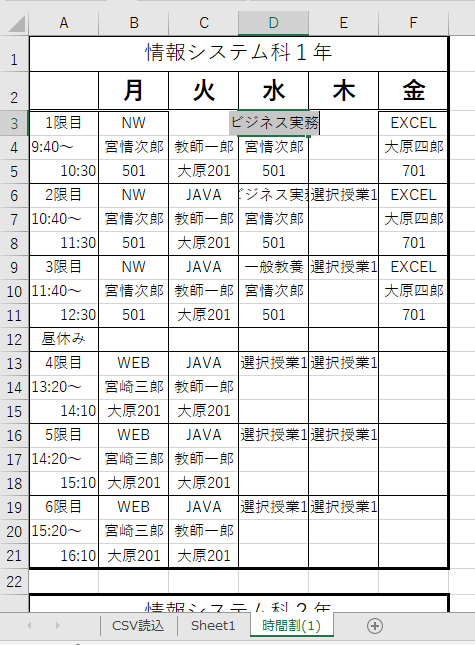 A B C D E F
1 情報システム科１年
2 月 火 水 木 金
3 1限目 NW ビジネス実務 EXCEL
4 9:40～ 宮情次郎 教師一郎 宮情次郎 大原四郎
5 10:30 501 大原201 501 701
6 2限目 NW JAVA ビジネス実 選択授業1 EXCEL
7 10:40～ 宮情次郎 教師一郎 宮情次郎 大原四郎
8 11:30 501 大原201 501 701
9 3限目 NW JAVA 一般教養 選択授業1 EXCEL
10 11:40～ 宮情次郎 教師一郎 宮情次郎 大原四郎
11 12:30 501 大原201 501 701
12 昼休み
13 4限目 WEB JAVA 選択授業1 選択授業1
14 13:20～ 宮崎三郎 教師一郎
15 14:10 大原201 大原201
16 5限目 WEB JAVA 選択授業1 選択授業1
17 14:20～ 宮崎三郎 教師一郎
18 15:10 大原201 大原201
19 6限目 WEB JAVA 選択授業1 選択授業1
20 15:20～ 宮崎三郎 教師一郎
21 16:10 大原201 大原201
22
情報システム科２年
CSV読込 Sheet1 時間割(1)